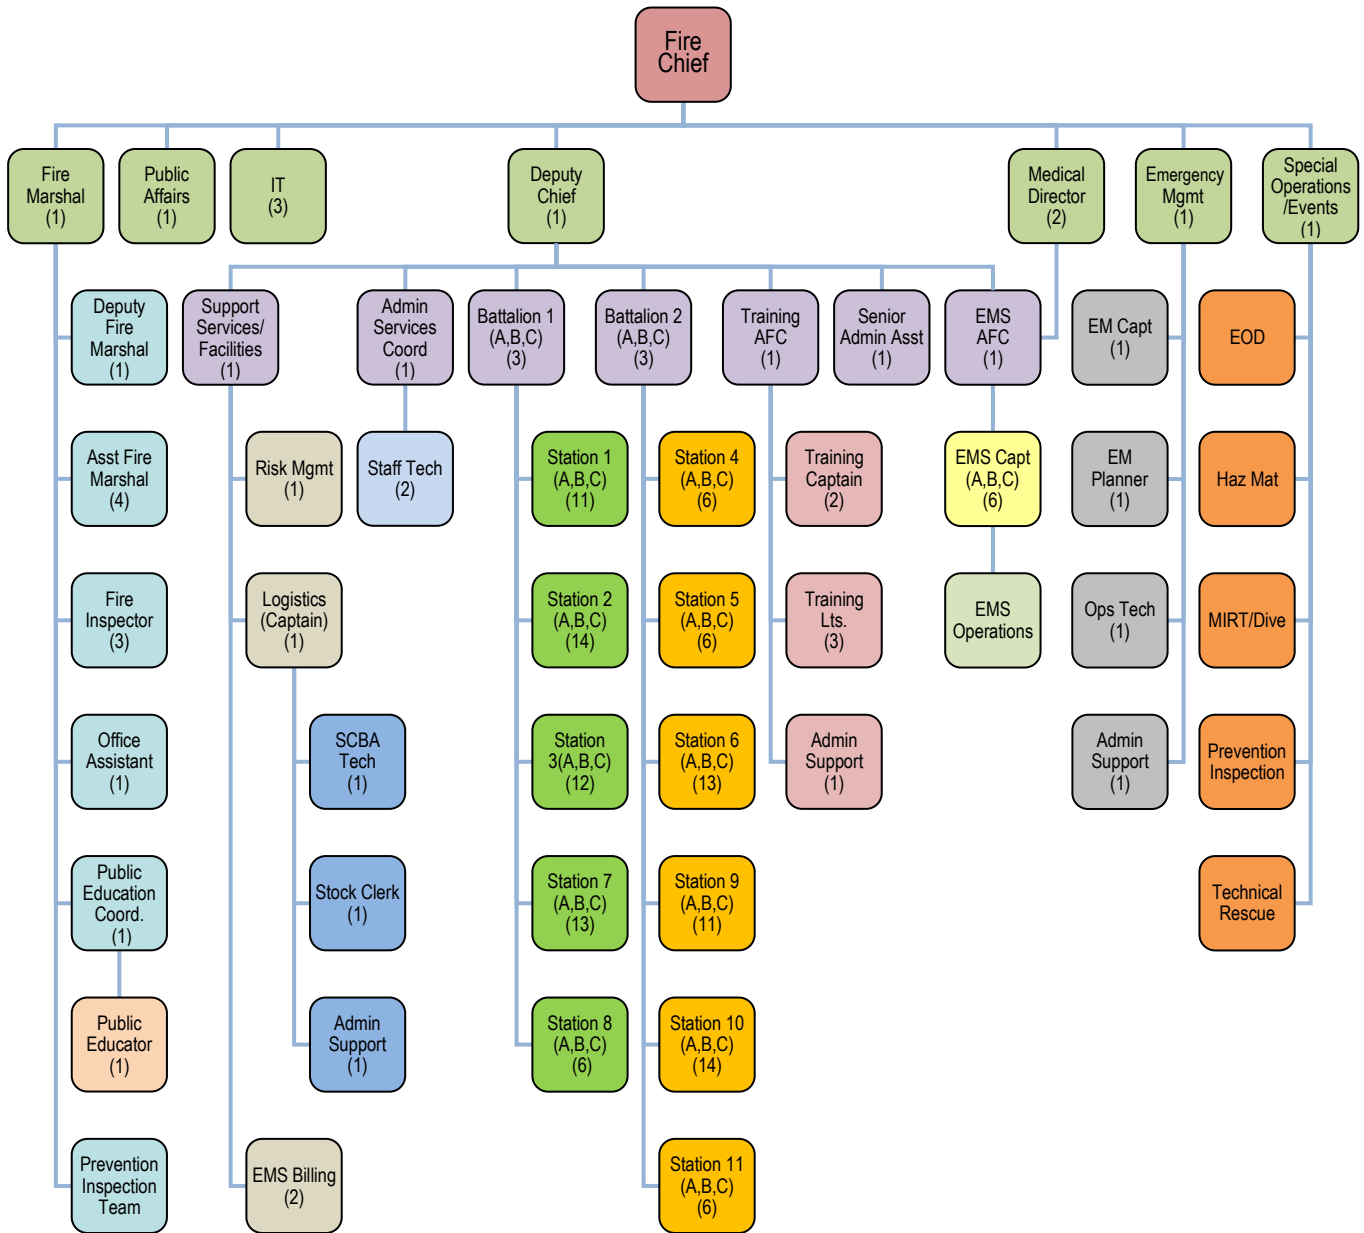 Fire
Chief
Fire
Marshal
(1)
Public
Affairs
(1)
IT
(3)
Deputy
Chief
(1)
Medical
Director
(2)
Emergency
Mgmt
(1)
Special
Operations
/Events
(1)
Deputy
Fire
Marshal
(1)
Support
Services/
Facilities
(1)
Admin
Services
Coord
(1)
Battalion 1
(A,B,C)
(3)
Battalion 2
(A,B,C)
(3)
Training
AFC
(1)
Senior
Admin Asst
(1)
EMS
AFC
(1)
EM Capt
(1)
EOD
Asst Fire
Marshal
(4)
Risk Mgmt
(1)
Staff Tech
(2)
Station 1
(A,B,C)
(11)
Station 4
(A,B,C)
(6)
Training
Captain
(2)
EMS Capt
(A,B,C)
(6)
EM
Planner
(1)
Haz Mat
Fire
Inspector
(3)
Logistics
(Captain)
(1)
Station 2
(A,B,C)
(14)
Station 5
(A,B,C)
(6)
Training
Lts.
(3)
EMS
Operations
Ops Tech
(1)
MIRT/Dive
Office
Assistant
(1)
SCBA
Tech
(1)
Station
3(A,B,C)
(12)
Station 6
(A,B,C)
(13)
Admin
Support
(1)
Admin
Support
(1)
Prevention
Inspection
Public
Education
Coord.
(1)
Stock Clerk
(1)
Station 7
(A,B,C)
(13)
Station 9
(A,B,C)
(11)
Technical
Rescue
Public
Educator
(1)
Admin
Support
(1)
Station 8
(A,B,C)
(6)
Station 10
(A,B,C)
(14)
Prevention
Inspection
Team
EMS Billing
(2)
Station 11
(A,B,C)
(6)